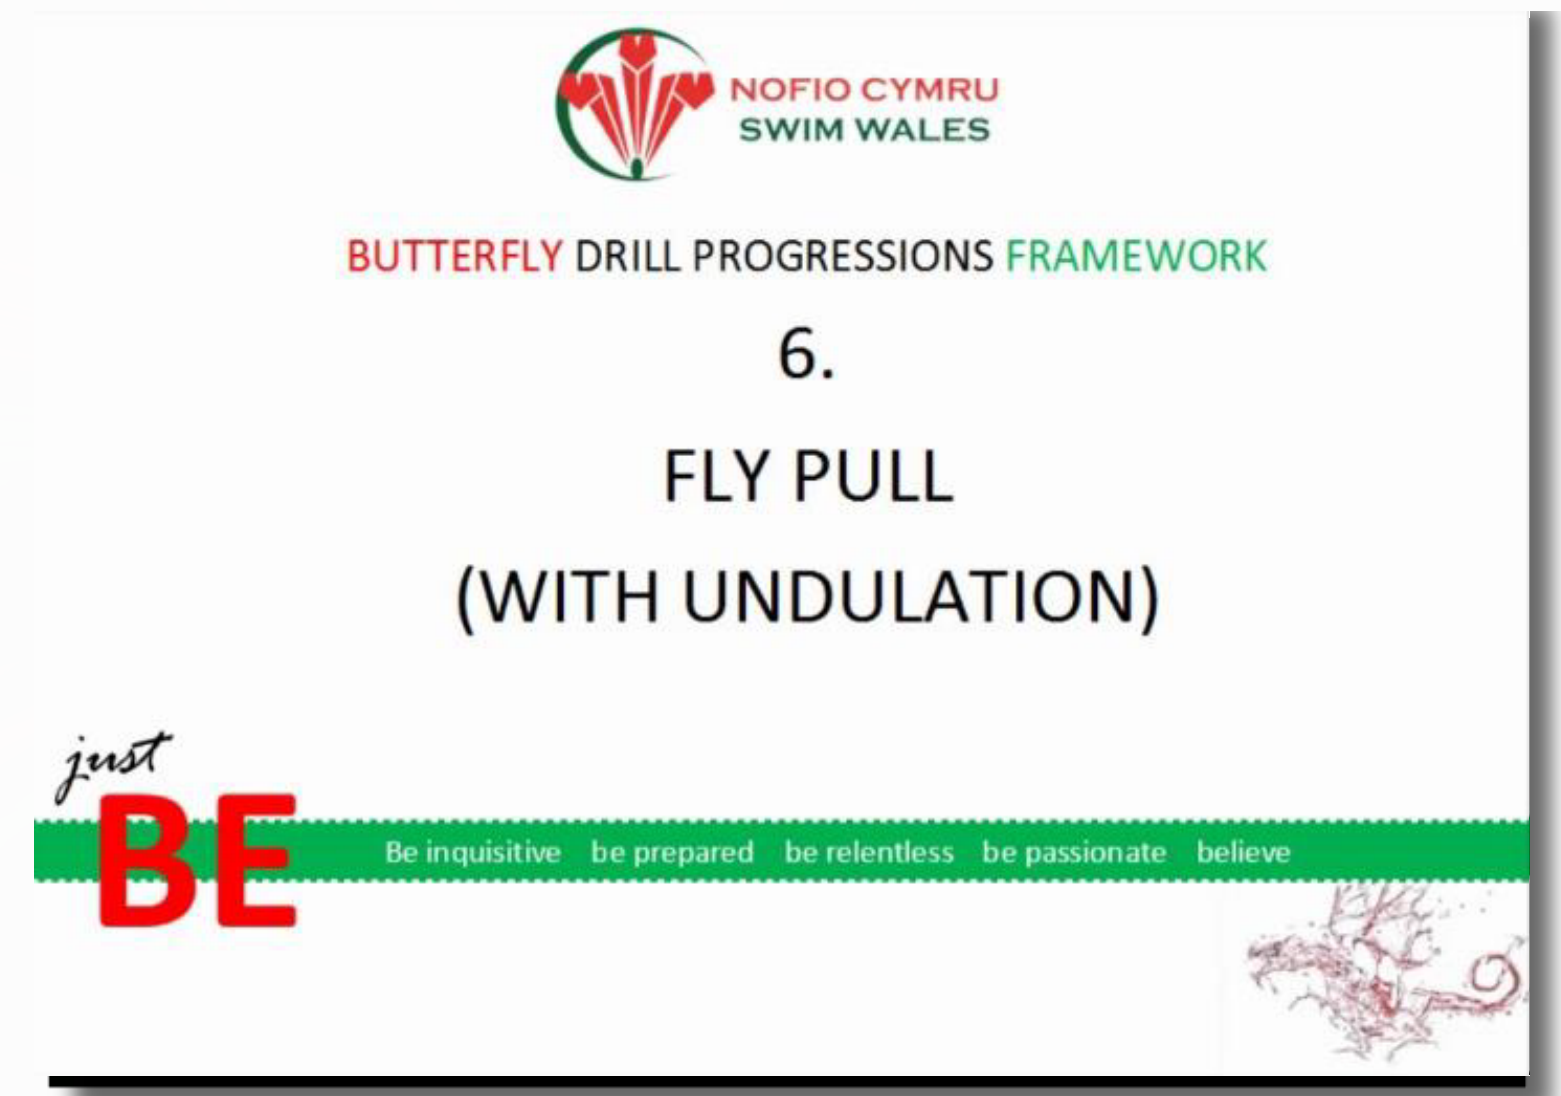 NOFIO CYMRU
SWIM WALES
BUTTERFLY DRILL PROGRESSIONS FRAMEWORK
6.
FLY PULL
(WITH UNDULATION)
just
BE
Be inquisitive be prepared be relentless be passionate believe